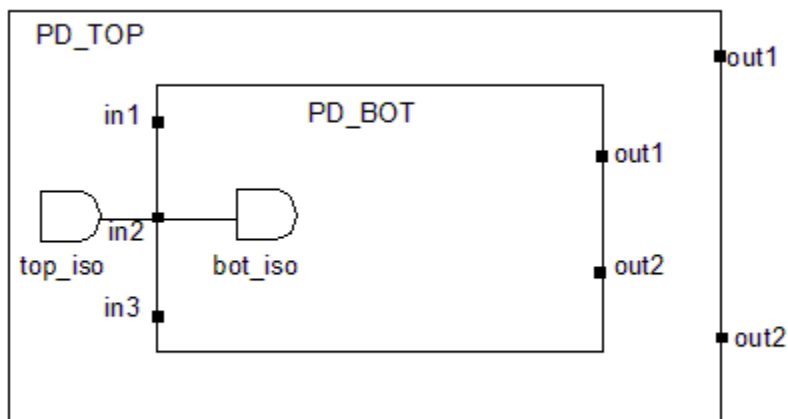 PD_TOP
out1
in1
PD_BOT
out1
in2
top_iso
bot_iso
out2
in3
out2